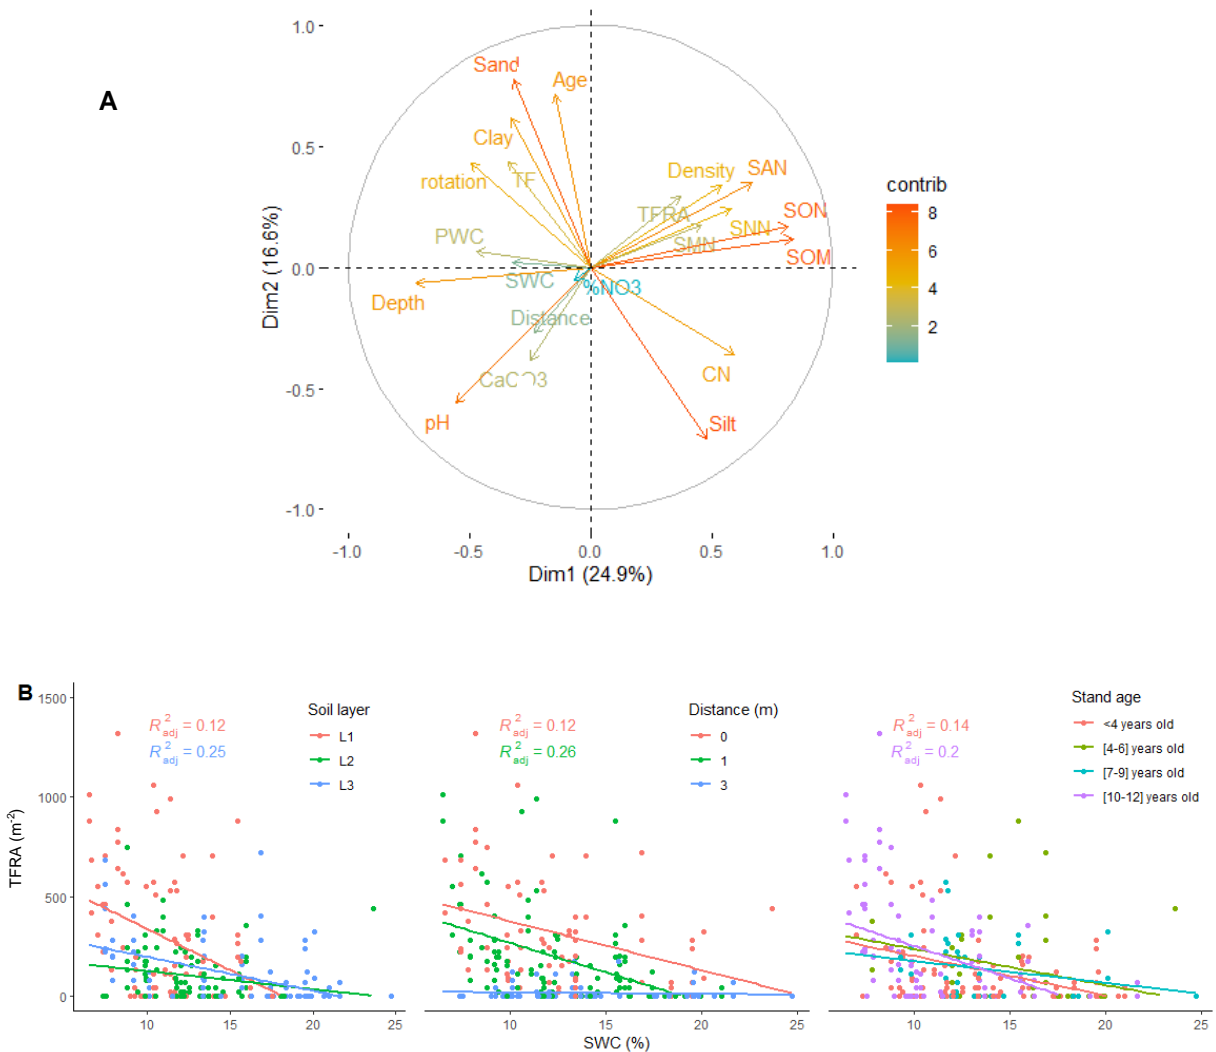 A
1.0
0.5
0.0
-0.5
-1.0
Dim2 (16.6%)
Sand
Age
Clay
rotation
TF
Density
SAN
TFRA
SON
SNN
SMN
SOM
PWC
SWC
%NO3
Depth
Distance
CaCO3
pH
CN
Silt
-1.0 -0.5 0.0 0.5 1.0
Dim1 (24.9%)
contrib
8
6
4
2
B
TFRA (m-2)
1500
1000
500
0
R2adj = 0.12
R2adj = 0.25
Soil layer
L1
L2
L3
10 15 20 25
R2adj = 0.12
R2adj = 0.26
Distance (m)
0
1
3
10 15 20 25
R2adj = 0.14
R2adj = 0.2
Stand age
<4 years old
[4-6] years old
[7-9] years old
[10-12] years old
10 15 20 25
SWC (%)